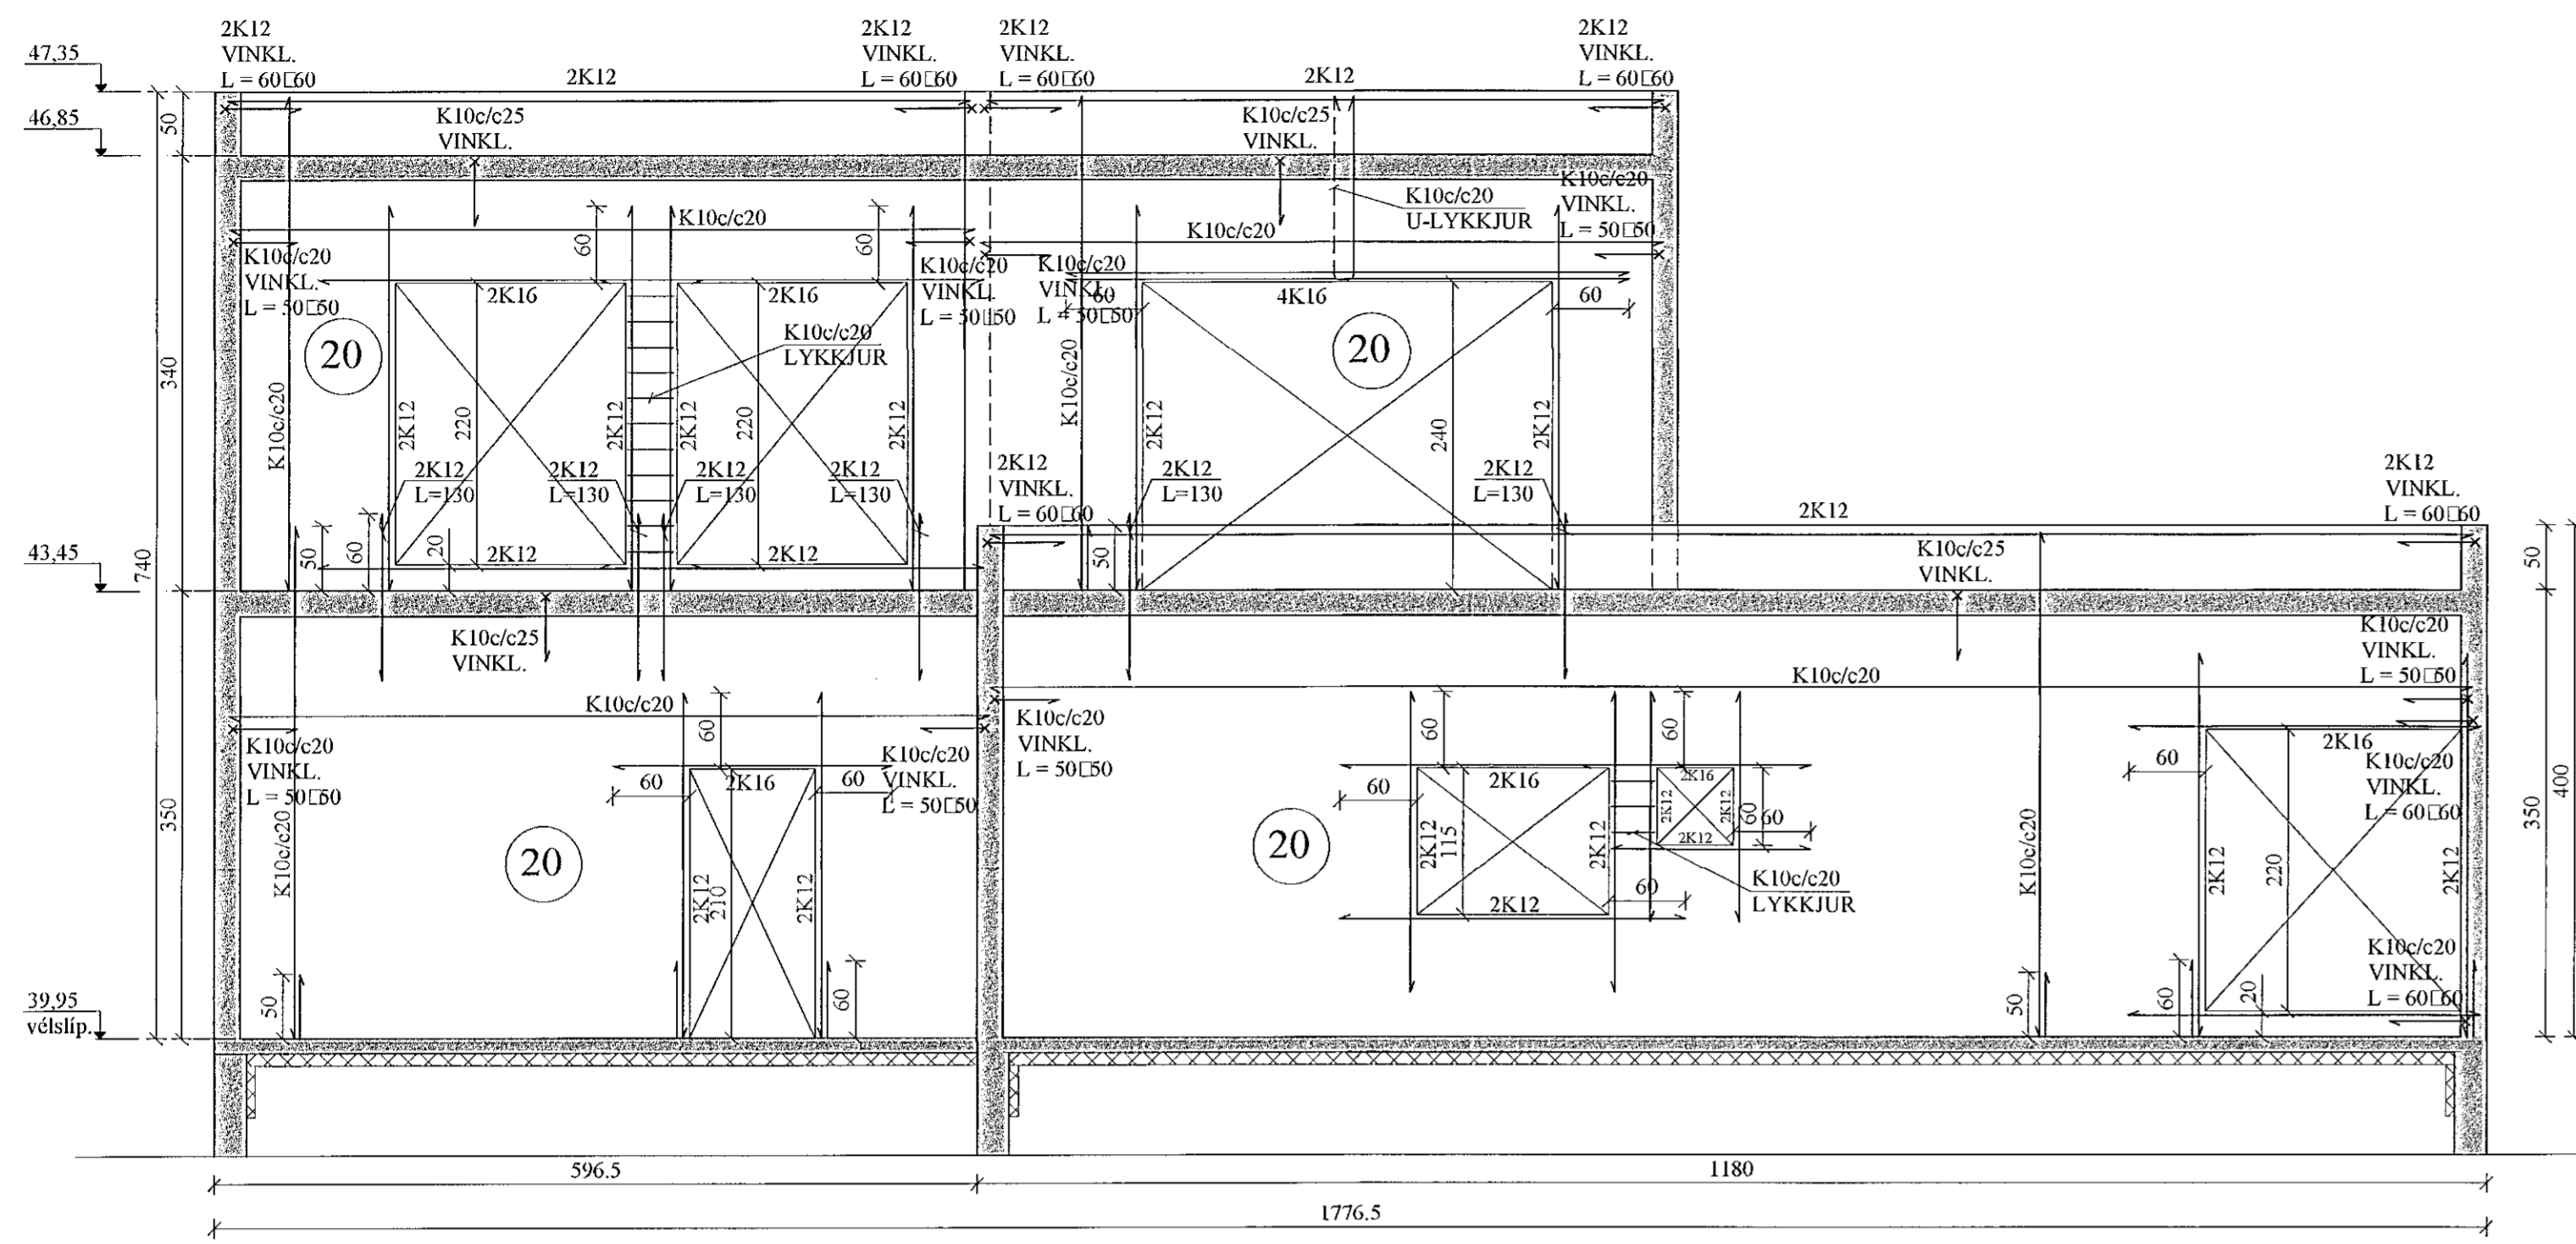 2K12
VINKL.
L = 60□60
2K12
VINKL.
L = 60□60
2K12
VINKL.
L = 60□60
2K12
VINKL.
L = 60□60
47,35
2K12
2K12
46,85
50
K10c/c25
VINKL.
K10c/c25
VINKL.
K10c/c20
VINKL.
L = 50□50
K10c/c20
U-LYKKJUR
K10c/c20
K10c/c20
60
60
K10c/c20
VINKL.
L = 50□50
K10c/c20
VINKL.
L = 50□50
K10c/c20
VINKL.
L = 50□50
60
60
2K16
2K16
4K16
20
20
K10c/c20
LYKKJUR
340
K10c/c20
2K12
220
2K12
2K12
220
2K12
K10c/c20
2K12
240
2K12
2K12
L=130
2K12
L=130
2K12
L=130
2K12
L=130
2K12
VINKL.
L = 60□60
2K12
L=130
2K12
L=130
2K12
VINKL.
L = 60□60
2K12
43,45
740
50
60
20
2K12
2K12
50
K10c/c25
VINKL.
50
K10c/c25
VINKL.
K10c/c20
VINKL.
L = 50□50
K10c/c20
K10c/c20
60
60
60
K10c/c20
VINKL.
L = 50□50
K10c/c20
VINKL.
L = 50□50
K10c/c20
VINKL.
L = 50□50
60
2K16
60
60
2K16
2K16
60
2K16
K10c/c20
VINKL.
L = 60□60
350
K10c/c20
20
2K12
210
2K12
20
2K12
115
2K12
2K12
2K12
2K12
60
60
60
2K12
K10c/c20
LYKKJUR
K10c/c20
2K12
220
2K12
350
400
K10c/c20
VINKL.
L = 60□60
39,95
vélslíp.
50
60
50
60
20
596.5
1180
1776.5